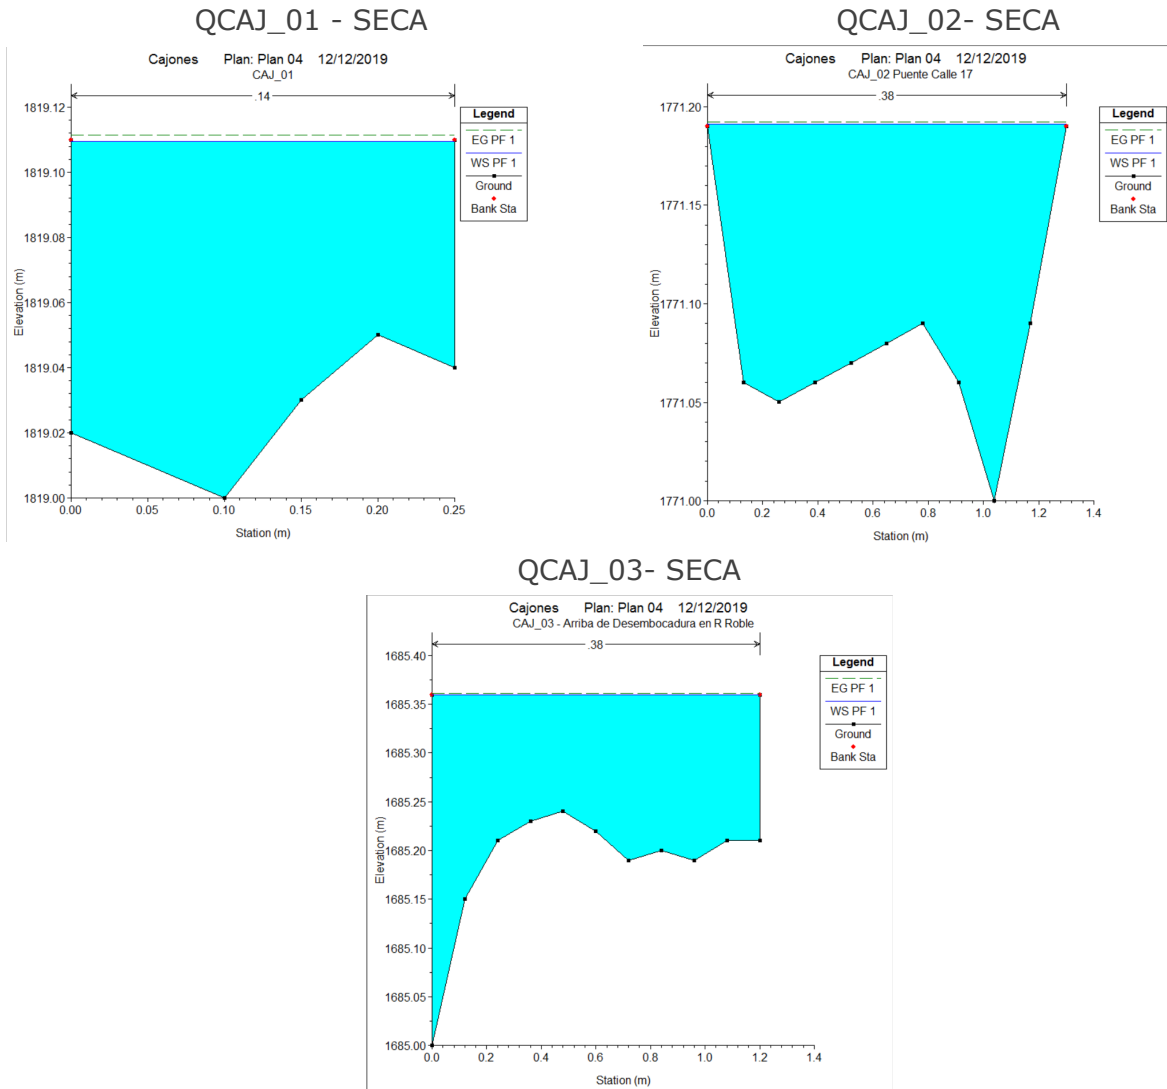 QCAJ_01 - SECA
Cajones Plan: Plan 04 12/12/2019
CAJ_01
.14
1819.12
1819.10
1819.08
1819.06
1819.04
1819.02
1819.00
Elevation (m)
0.00 0.05 0.10 0.15 0.20 0.25
Station (m)
Legend
EG PF 1
WS PF 1
Ground
Bank Sta
QCAJ_02- SECA
Cajones Plan: Plan 04 12/12/2019
CAJ_02 Puente Calle 17
.38
1771.20
1771.15
1771.10
1771.05
1771.00
Elevation (m)
0.0 0.2 0.4 0.6 0.8 1.0 1.2 1.4
Station (m)
Legend
EG PF 1
WS PF 1
Ground
Bank Sta
QCAJ_03- SECA
Cajones Plan: Plan 04 12/12/2019
CAJ_03 - Arriba de Desembocadura en R Roble
.38
1685.40
1685.35
1685.30
1685.25
1685.20
1685.15
1685.10
1685.05
1685.00
Elevation (m)
0.0 0.2 0.4 0.6 0.8 1.0 1.2 1.4
Station (m)
Legend
EG PF 1
WS PF 1
Ground
Bank Sta